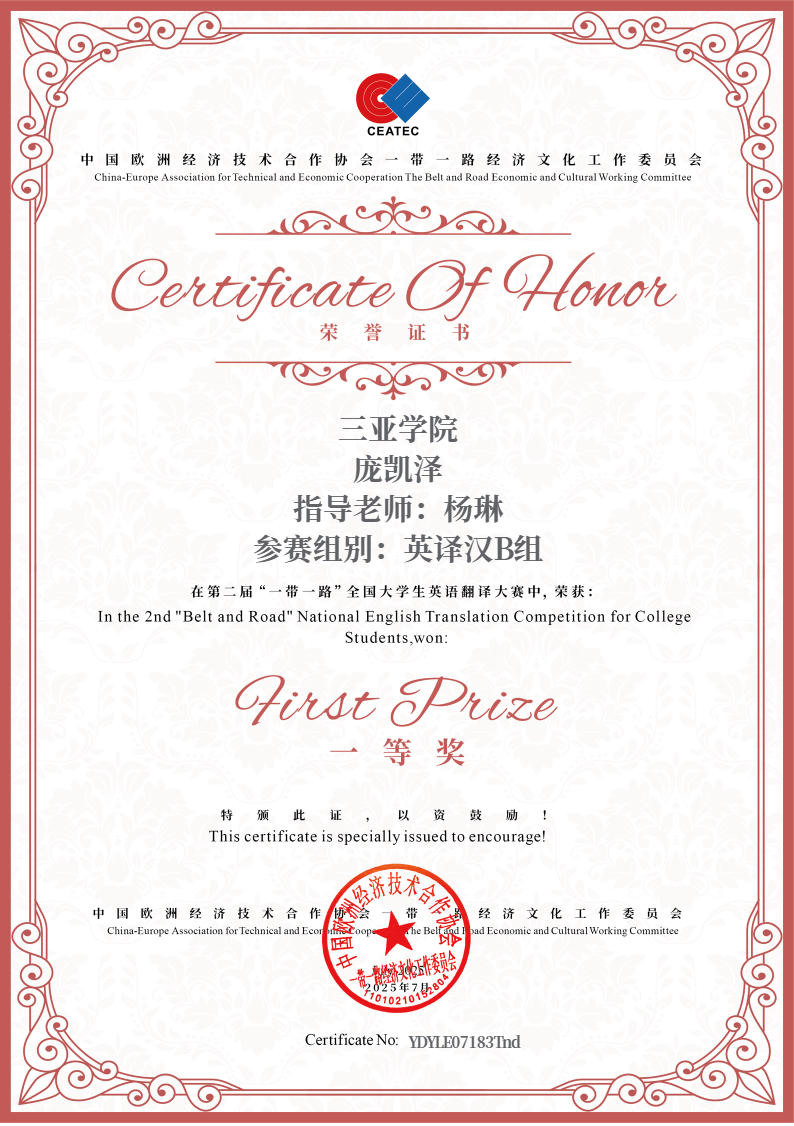 CEATEC
中国欧洲经济技术合作协会一带一路经济文化工作委员会
China-Europe Association for Technical and Economic Cooperation The Belt and Road Economic and Cultural Working Committee
Certificate Of Honor
荣誉证书
三亚学院
庞凯泽
指导老师：杨琳
参赛组别：英译汉B组
在第二届“一带一路”全国大学生英语翻译大赛中，荣获：
In the 2nd "Belt and Road" National English Translation Competition for College
Students,won:
First Prize
一等奖
特颁此证，以资鼓励！
This certificate is specially issued to encourage!
中国欧洲经济技术合作协会一带一路经济文化工作委员会
China-Europe Association for Technical and Economic Cooperation The Belt and Road Economic and Cultural Working Committee
中国欧洲经济技术合作协会
一带一路经济文化工作委员会
2025年7月
11010210152804
Certificate No: YDYLE07183Tnd